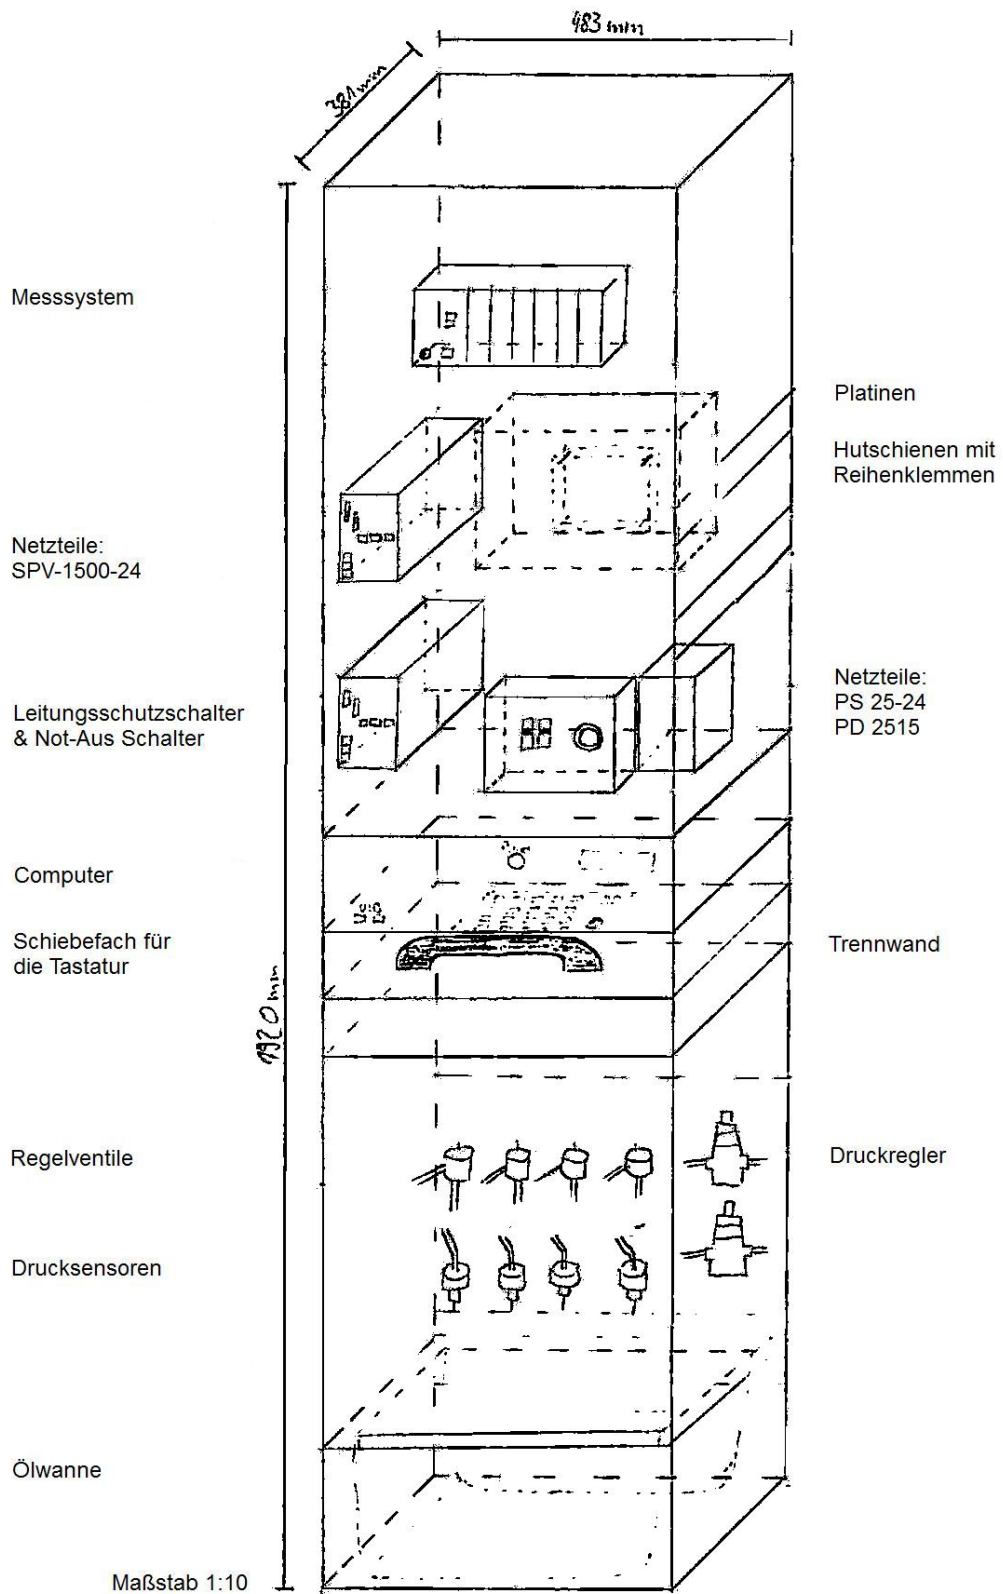 483 mm
381 mm
Messsystem
Platinen
Hutschienen mit
Reihenklemmen
Netzteile:
SPV-1500-24
Netzteile:
PS 25-24
PD 2515
Leitungsschutzschalter
& Not-Aus Schalter
Computer
Schiebefach für
die Tastatur
Trennwand
1920 mm
Regelventile
Druckregler
Drucksensoren
Ölwanne
Maßstab 1:10